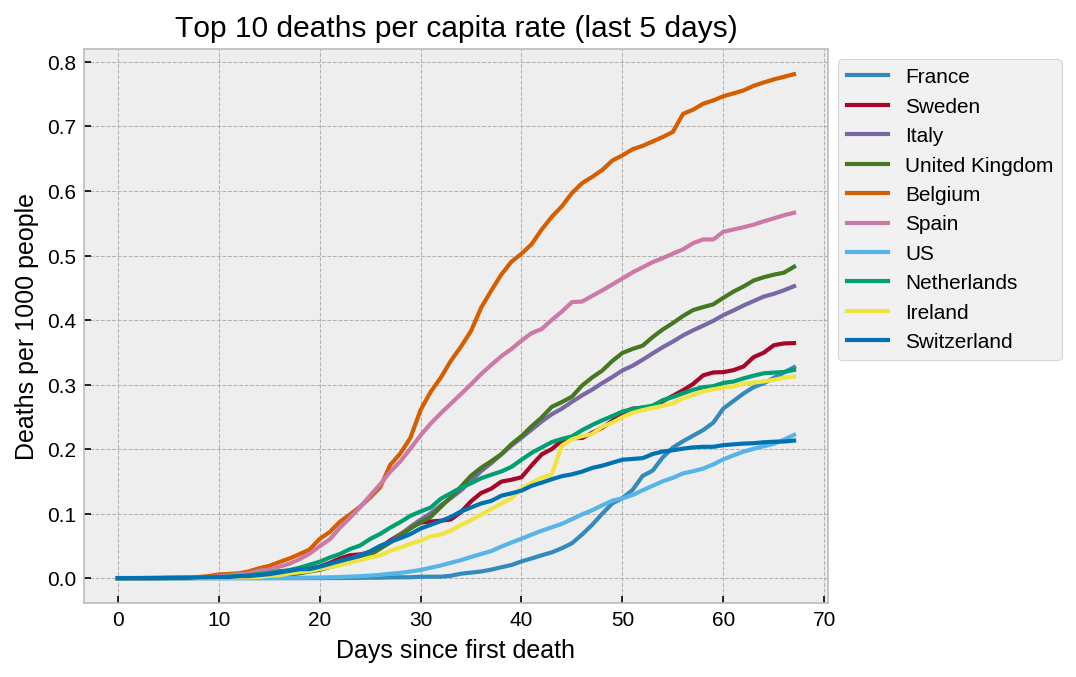 Top 10 deaths per capita rate (last 5 days)
Deaths per 1000 people
0.8
0.7
0.6
0.5
0.4
0.3
0.2
0.1
0.0
0 10 20 30 40 50 60 70
Days since first death
France
Sweden
Italy
United Kingdom
Belgium
Spain
US
Netherlands
Ireland
Switzerland